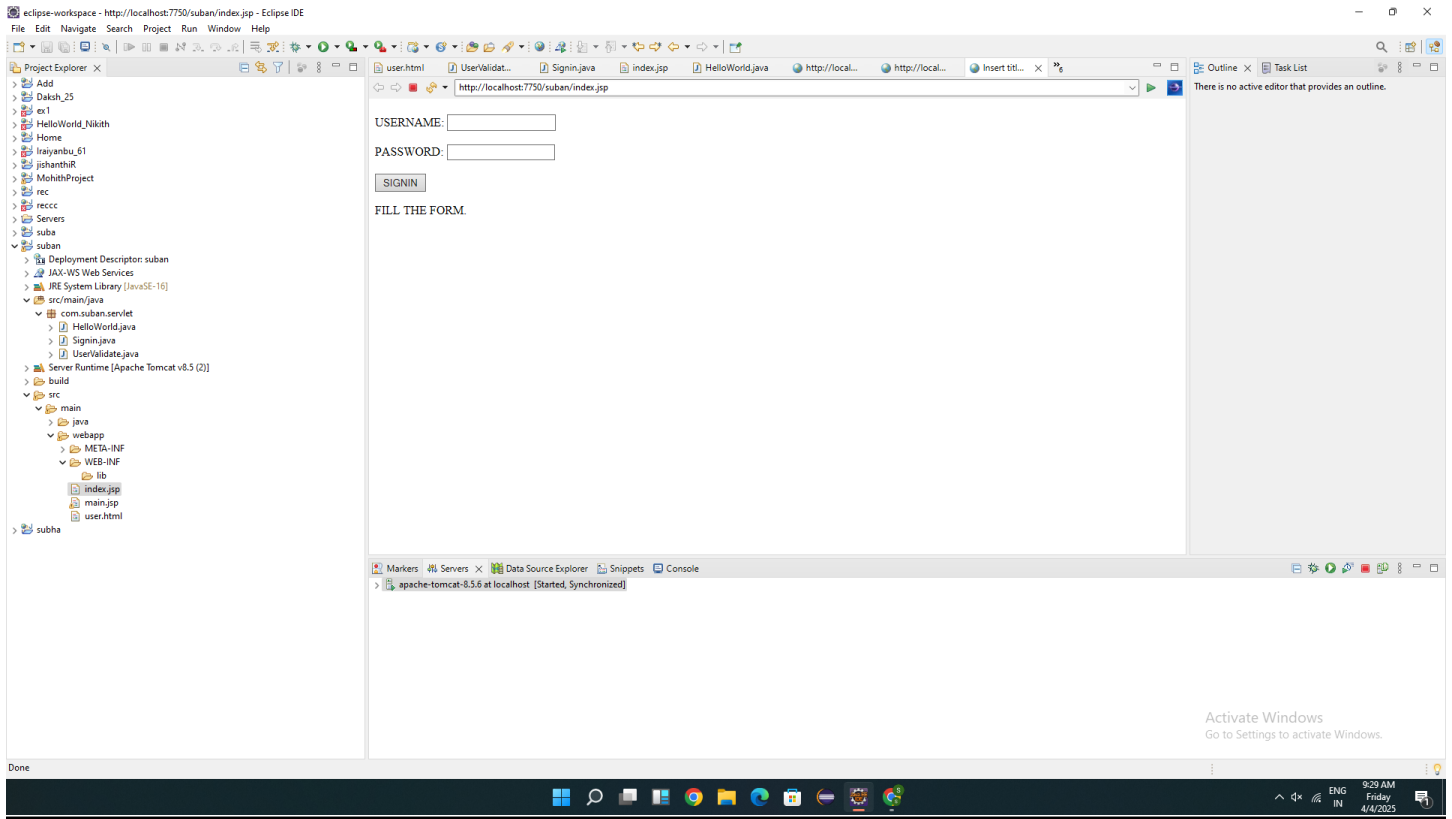 eclipse-workspace - http://localhost:7750/suban/index.jsp - Eclipse IDE
File Edit Navigate Search Project Run Window Help
Project Explorer
Add
Daksh_25
ex1
HelloWorld_Nikith
Home
Iraiyanbu_61
jishanthiR
MohithProject
rec
reccc
Servers
suba
suban
Deployment Descriptor: suban
JAX-WS Web Services
JRE System Library [JavaSE-16]
src/main/java
com.suban.servlet
HelloWorld.java
Signin.java
UserValidate.java
Server Runtime [Apache Tomcat v8.5 (2)]
build
src
main
java
webapp
META-INF
WEB-INF
lib
index.jsp
main.jsp
user.html
subha
user.html UserValidat... Signin.java index.jsp HelloWorld.java http://local... http://local... Insert titl... »6
http://localhost:7750/suban/index.jsp
USERNAME:
PASSWORD:
SIGNIN
FILL THE FORM.
Outline Task List
There is no active editor that provides an outline.
Markers Servers Data Source Explorer Snippets Console
apache-tomcat-8.5.6 at localhost [Started, Synchronized]
Activate Windows
Go to Settings to activate Windows.
Done
S
ENG
IN
9:29 AM
Friday
4/4/2025
1